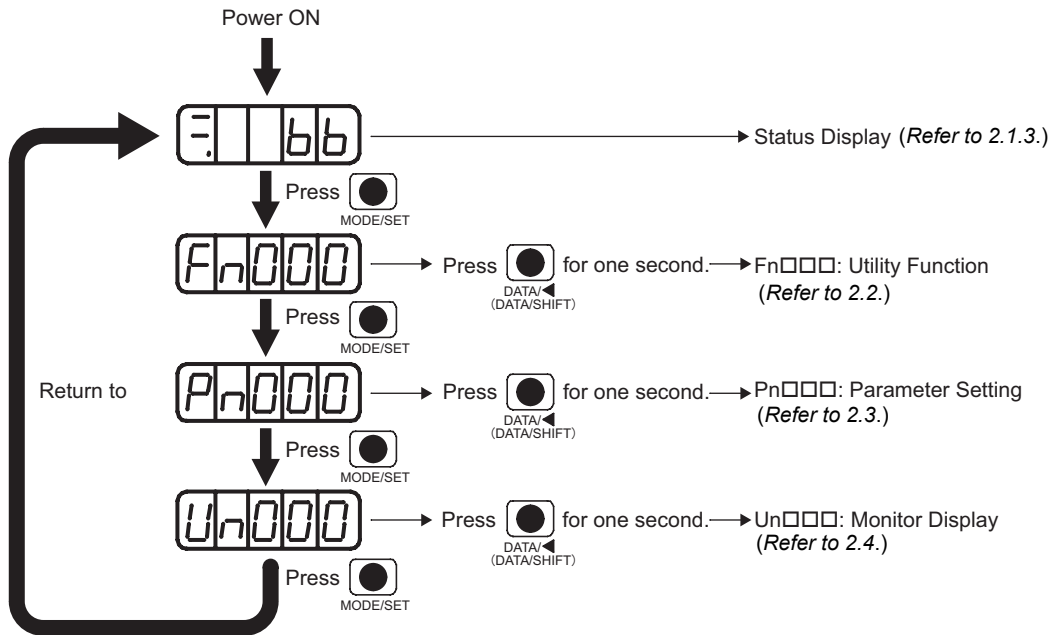 Power ON
bb
Status Display (Refer to 2.1.3.)
Press
MODE/SET
Fn000
Press
for one second.
Fn□□□: Utility Function
DATA/◀
(DATA/SHIFT)
(Refer to 2.2.)
Press
MODE/SET
Return to
Pn000
Press
for one second.
Pn□□□: Parameter Setting
DATA/◀
(DATA/SHIFT)
(Refer to 2.3.)
Press
MODE/SET
Un000
Press
for one second.
Un□□□: Monitor Display
DATA/◀
(DATA/SHIFT)
(Refer to 2.4.)
Press
MODE/SET